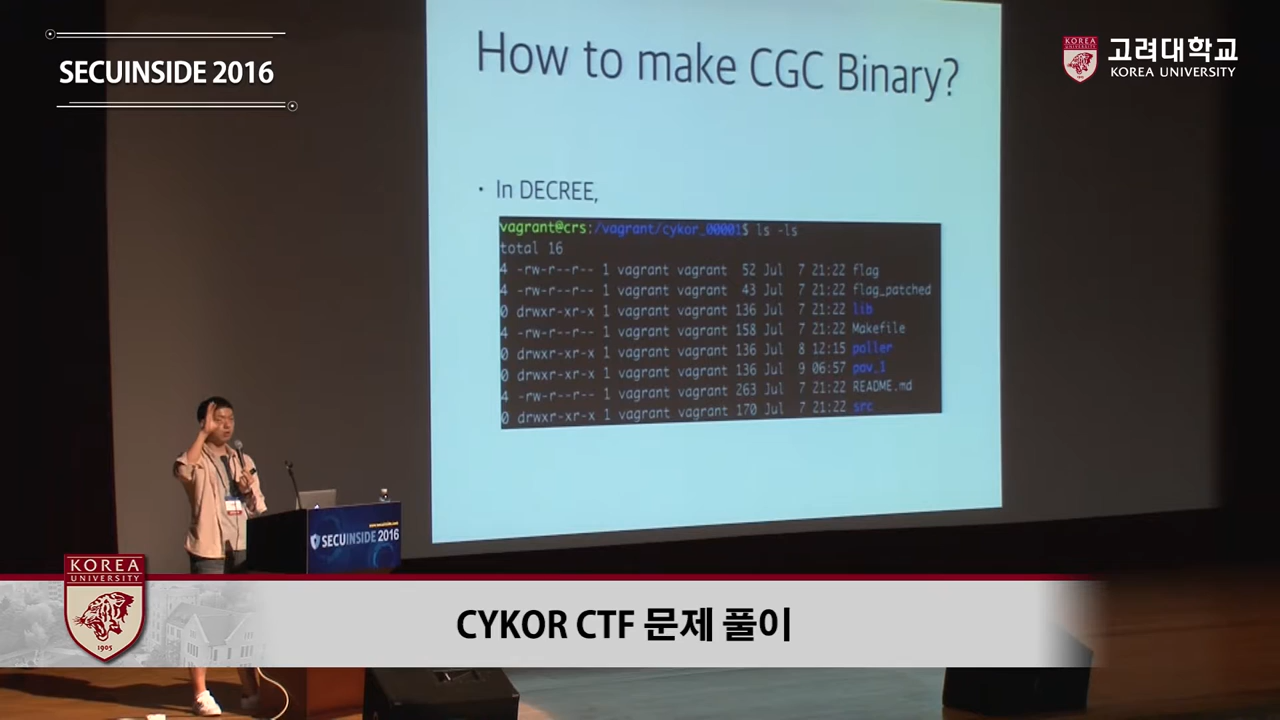 SECUINSIDE 2016
KOREA
고려대학교
KOREA UNIVERSITY
How to make CGC Binary?
• In DECREE,
vagrant@crs:/vagrant/cykor_00001$ ls -ls
total 16
4 -rw-r--r-- 1 vagrant vagrant 52 Jul 7 21:22 flag
4 -rw-r--r-- 1 vagrant vagrant 43 Jul 7 21:22 flag_patched
0 drwxr-xr-x 1 vagrant vagrant 136 Jul 7 21:22 lib
4 -rw-r--r-- 1 vagrant vagrant 158 Jul 7 21:22 Makefile
0 drwxr-xr-x 1 vagrant vagrant 136 Jul 8 12:15 poller
0 drwxr-xr-x 1 vagrant vagrant 136 Jul 9 06:57 pov_1
4 -rw-r--r-- 1 vagrant vagrant 263 Jul 7 21:22 README.md
0 drwxr-xr-x 1 vagrant vagrant 170 Jul 7 21:22 src
SECUINSIDE 2016
KOREA
UNIVERSITY
1905
CYKOR CTF 문제 풀이